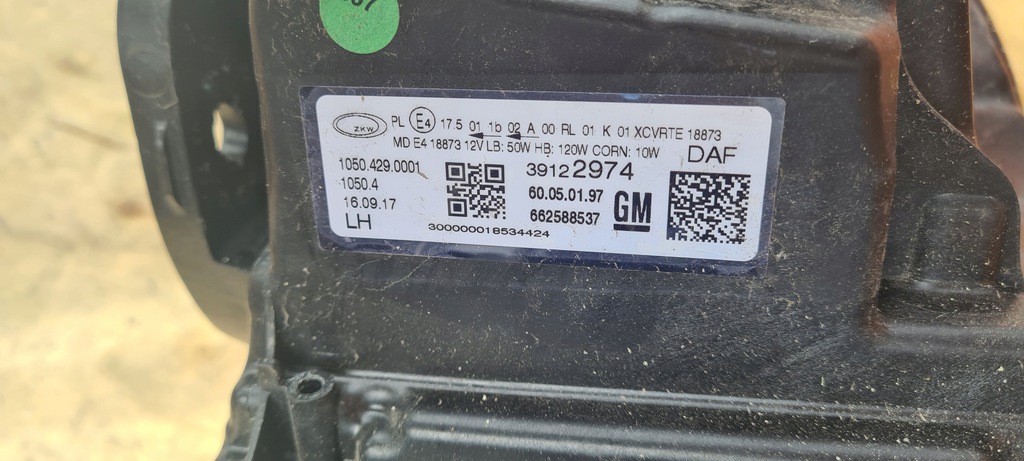 ZKW PL E4 17.5 01 1b 02 A 00 RL 01 K 01 XCVRTE 18873
MD E4 18873 12V LB: 50W HB: 120W CORN: 10W DAF
1050.429.0001 39122974
1050.4 60.05.01.97 GM
16.09.17 662588537
LH 300000018534424